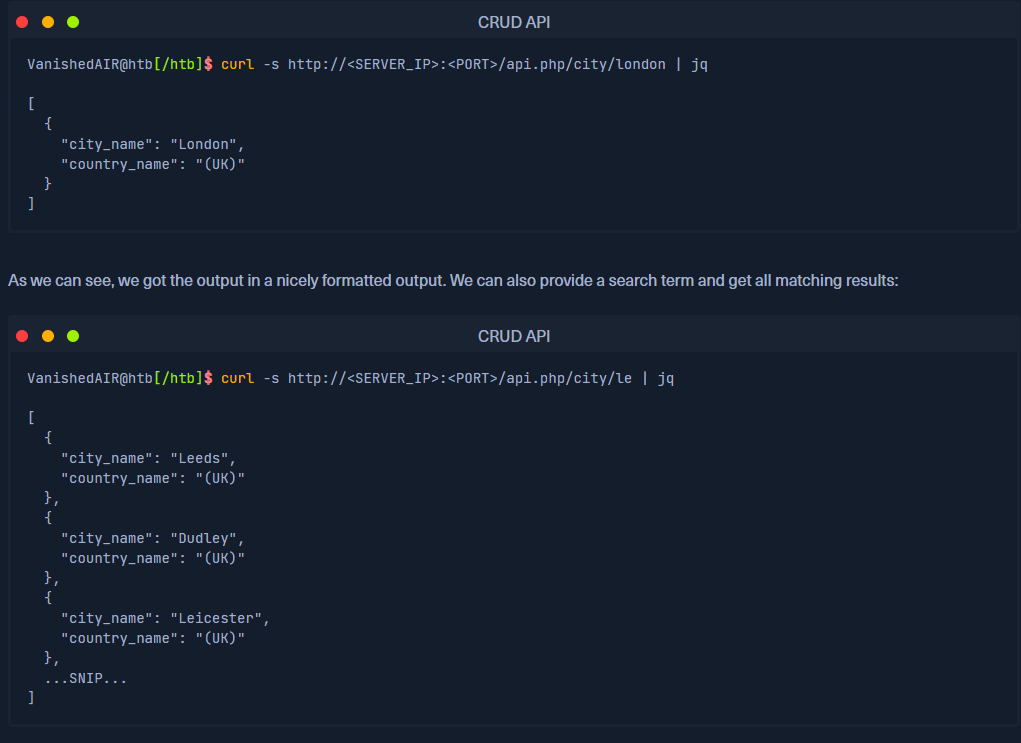 CRUD API
VanishedAIR@htb[/htb]$ curl -s http://<SERVER_IP>:<PORT>/api.php/city/london | jq
[
  {
    "city_name": "London",
    "country_name": "(UK)"
  }
]
As we can see, we got the output in a nicely formatted output. We can also provide a search term and get all matching results:
CRUD API
VanishedAIR@htb[/htb]$ curl -s http://<SERVER_IP>:<PORT>/api.php/city/le | jq
[
  {
    "city_name": "Leeds",
    "country_name": "(UK)"
  },
  {
    "city_name": "Dudley",
    "country_name": "(UK)"
  },
  {
    "city_name": "Leicester",
    "country_name": "(UK)"
  },
  ...SNIP...
]